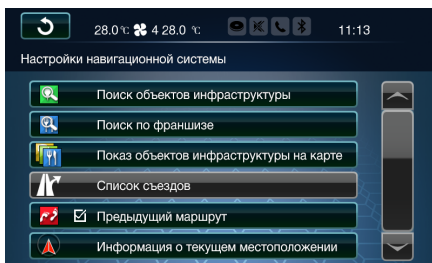 28.0℃ 4 28.0 ℃ 11:13
Настройки навигационной системы
Поиск объектов инфраструктуры
Поиск по франшизе
Показ объектов инфраструктуры на карте
Список съездов
Предыдущий маршрут
Информация о текущем местоположении